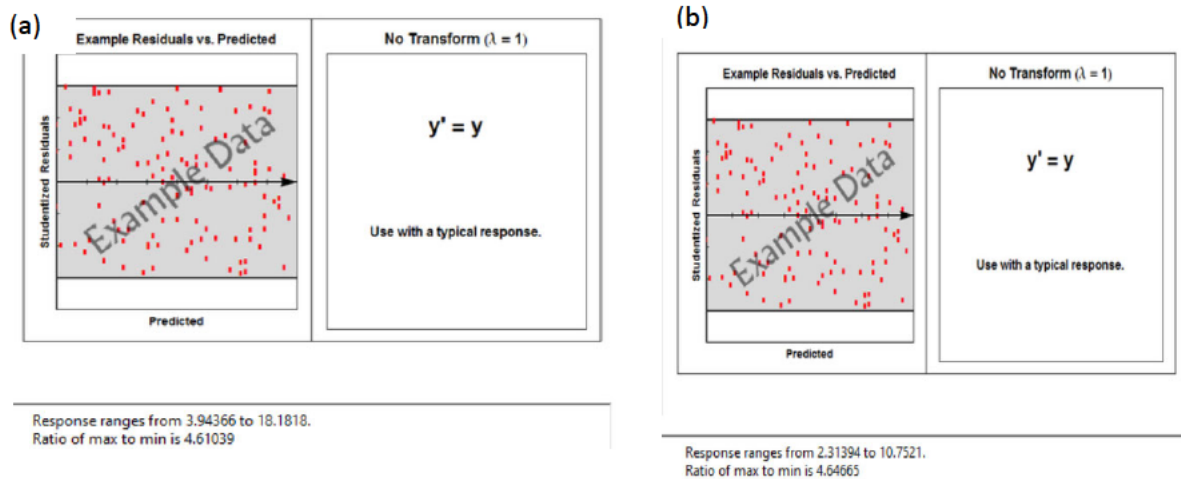 (a)
Example Residuals vs. Predicted
No Transform (λ = 1)
Studentized Residuals
Example Data
y' = y
Use with a typical response.
Predicted
Response ranges from 3.94366 to 18.1818.
Ratio of max to min is 4.61039
(b)
Example Residuals vs. Predicted
No Transform (λ = 1)
Studentized Residuals
Example Data
y' = y
Use with a typical response.
Predicted
Response ranges from 2.31394 to 10.7521.
Ratio of max to min is 4.64665